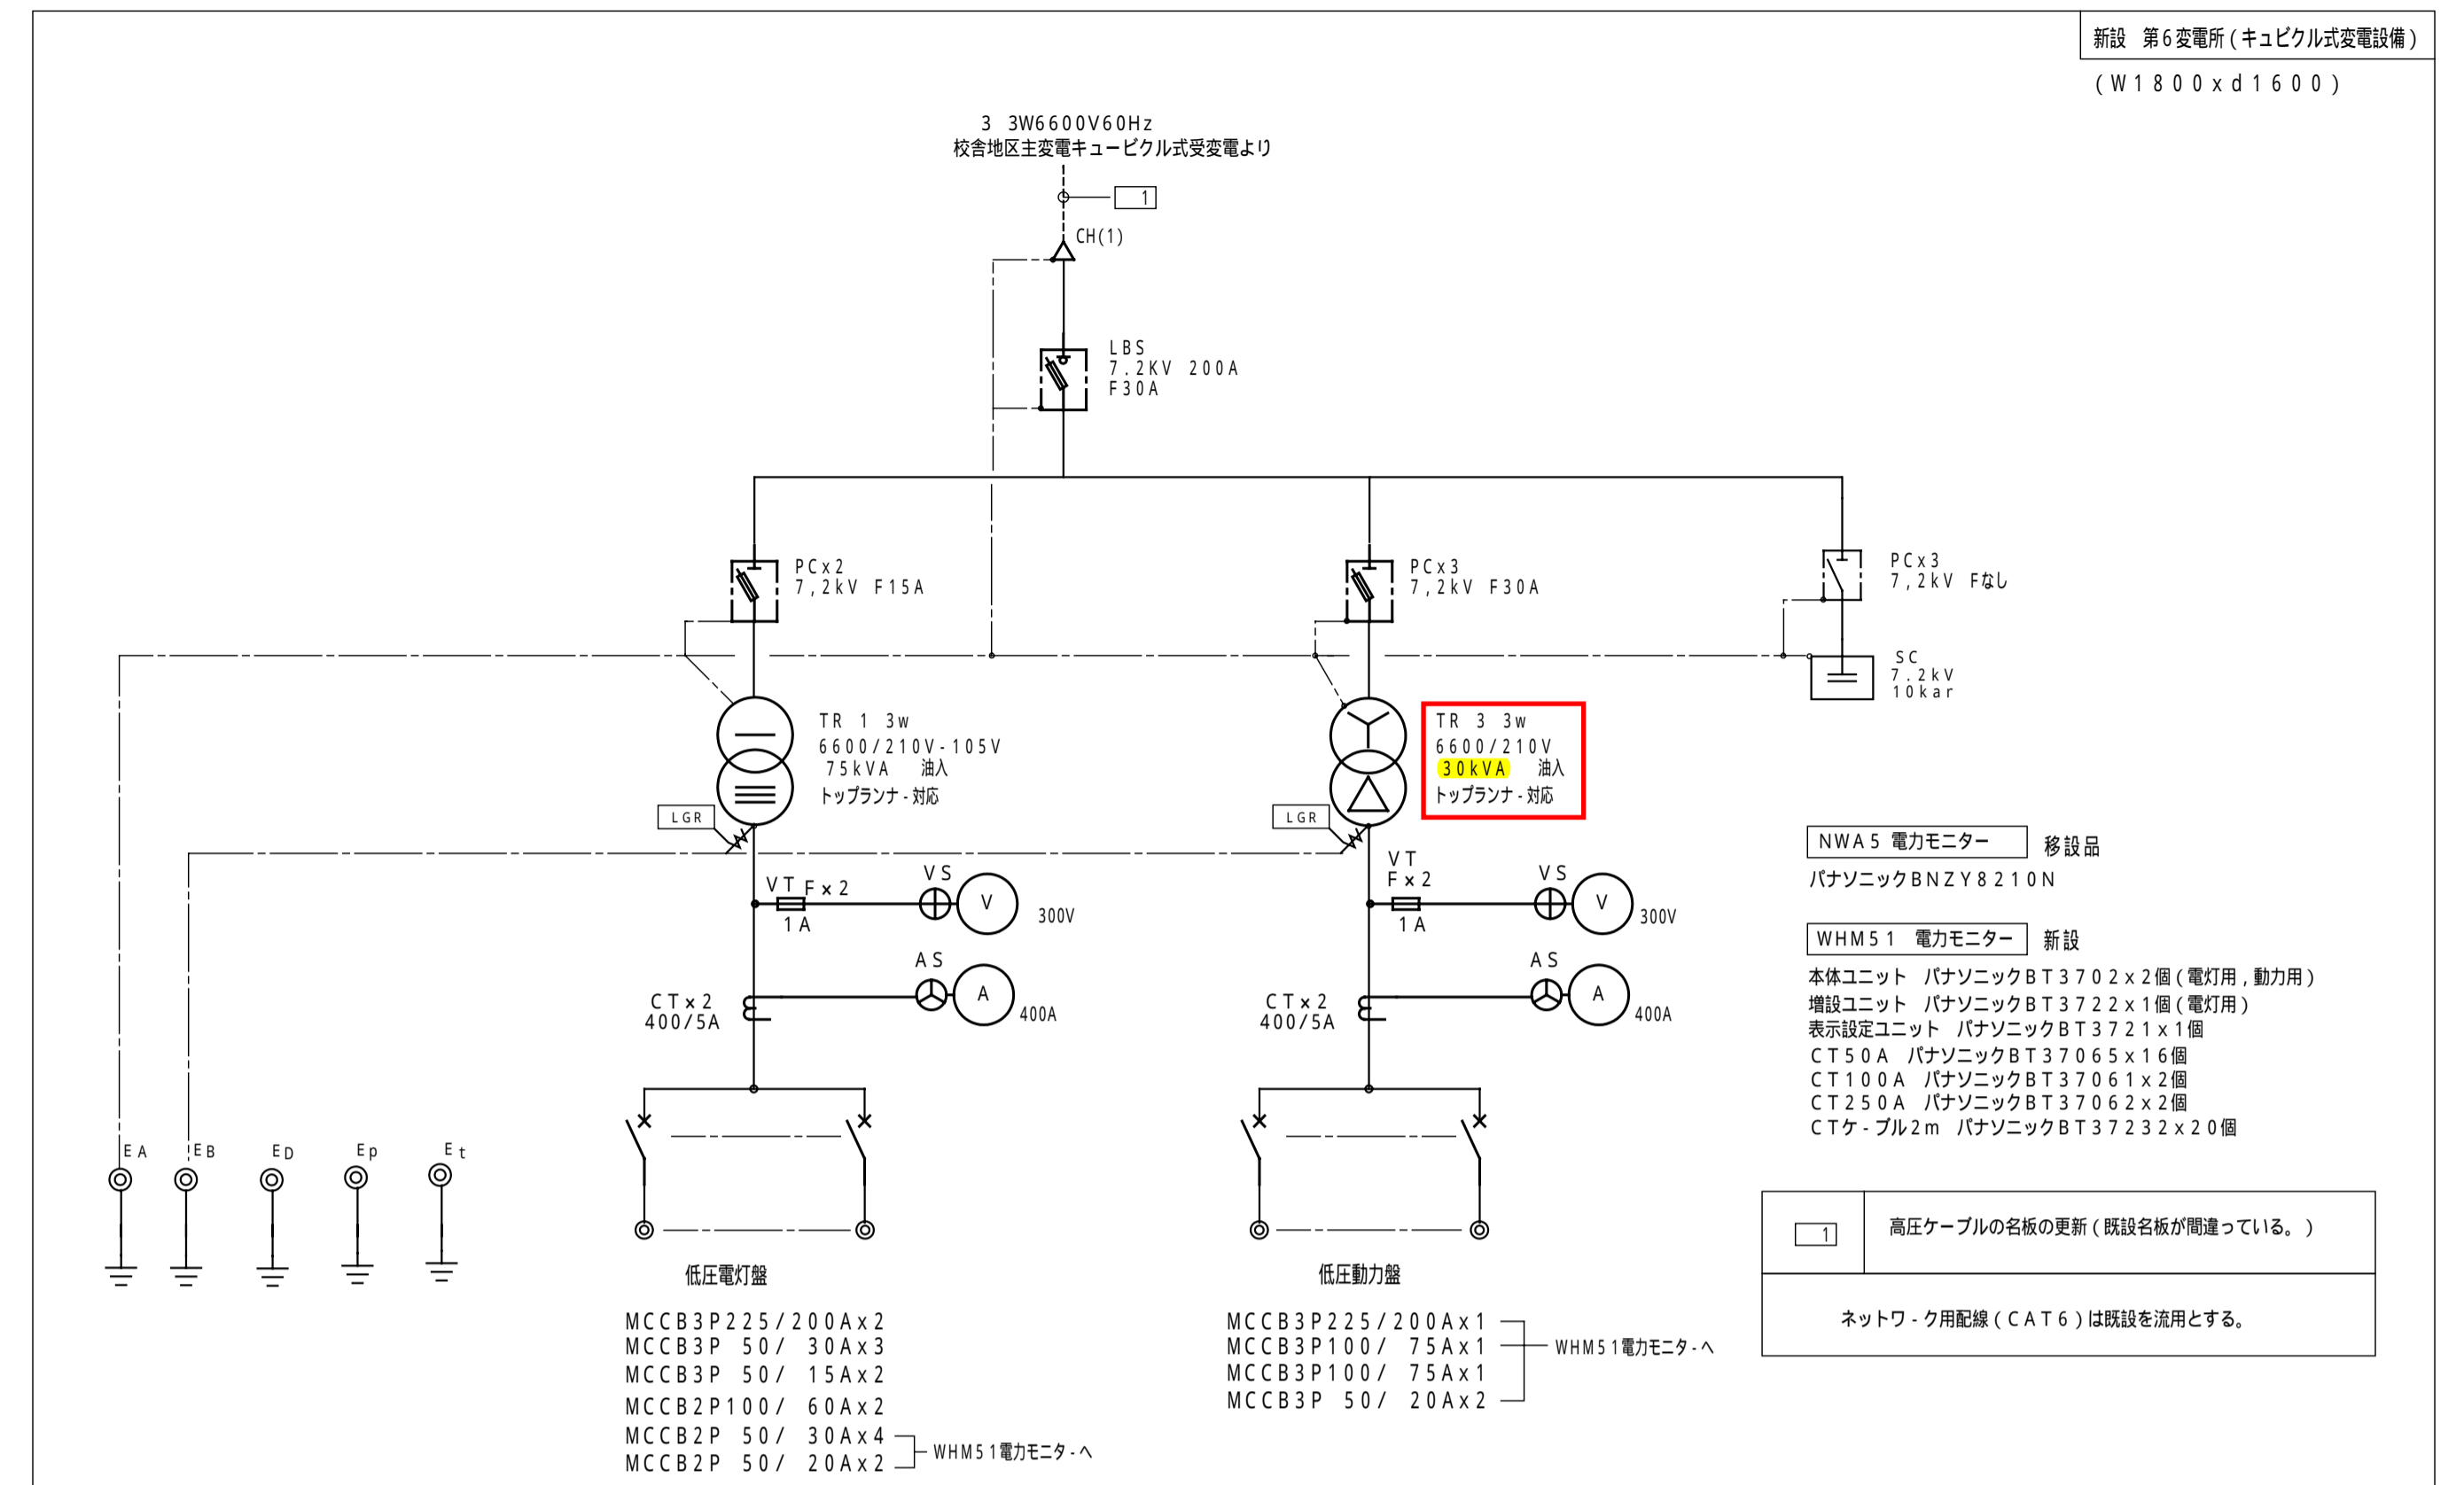 新設　第6変電所(キュビクル式変電設備)
(W1800xd1600)
3　3W6600V60Hz
校舎地区主変電キュービクル式受変電より
1
CH(1)
LBS
7.2KV 200A
F30A
PCx2
7,2kV F15A
PCx3
7,2kV F30A
PCx3
7,2kV Fなし
SC
7.2kV
10kar
TR 1 3w
6600/210V-105V
75kVA　油入
トップランナ-対応
TR 3 3w
6600/210V
30kVA　油入
トップランナ-対応
LGR
LGR
VT F×2
1A
VS
V
300V
VT
F×2
1A
VS
V
300V
CT×2
400/5A
AS
A
400A
CT×2
400/5A
AS
A
400A
NWA5 電力モニター　移設品
パナソニックBNZY8210N
WHM51　電力モニター　新設
本体ユニット　パナソニックBT3702x2個(電灯用,動力用)
増設ユニット　パナソニックBT3722x1個(電灯用)
表示設定ユニット　パナソニックBT3721x1個
CT50A　パナソニックBT37065x16個
CT100A　パナソニックBT37061x2個
CT250A　パナソニックBT37062x2個
CTケ-ブル2m　パナソニックBT37232x20個
EA
EB
ED
Ep
Et
低圧電灯盤
MCCB3P225/200Ax2
MCCB3P 50/ 30Ax3
MCCB3P 50/ 15Ax2
MCCB2P100/ 60Ax2
MCCB2P 50/ 30Ax4
MCCB2P 50/ 20Ax2
WHM51電力モニタ-へ
低圧動力盤
MCCB3P225/200Ax1
MCCB3P100/ 75Ax1
MCCB3P100/ 75Ax1
MCCB3P 50/ 20Ax2
WHM51電力モニタ-へ
1　高圧ケーブルの名板の更新(既設名板が間違っている。)
ネットワ-ク用配線(CAT6)は既設を流用とする。